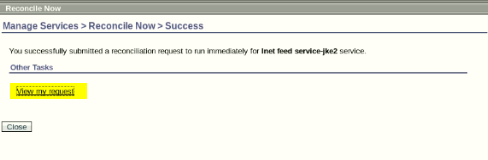 Reconcile Now
Manage Services > Reconcile Now > Success
You successfully submitted a reconciliation request to run immediately for Inet feed service-jke2 service.
Other Tasks
View my request
Close